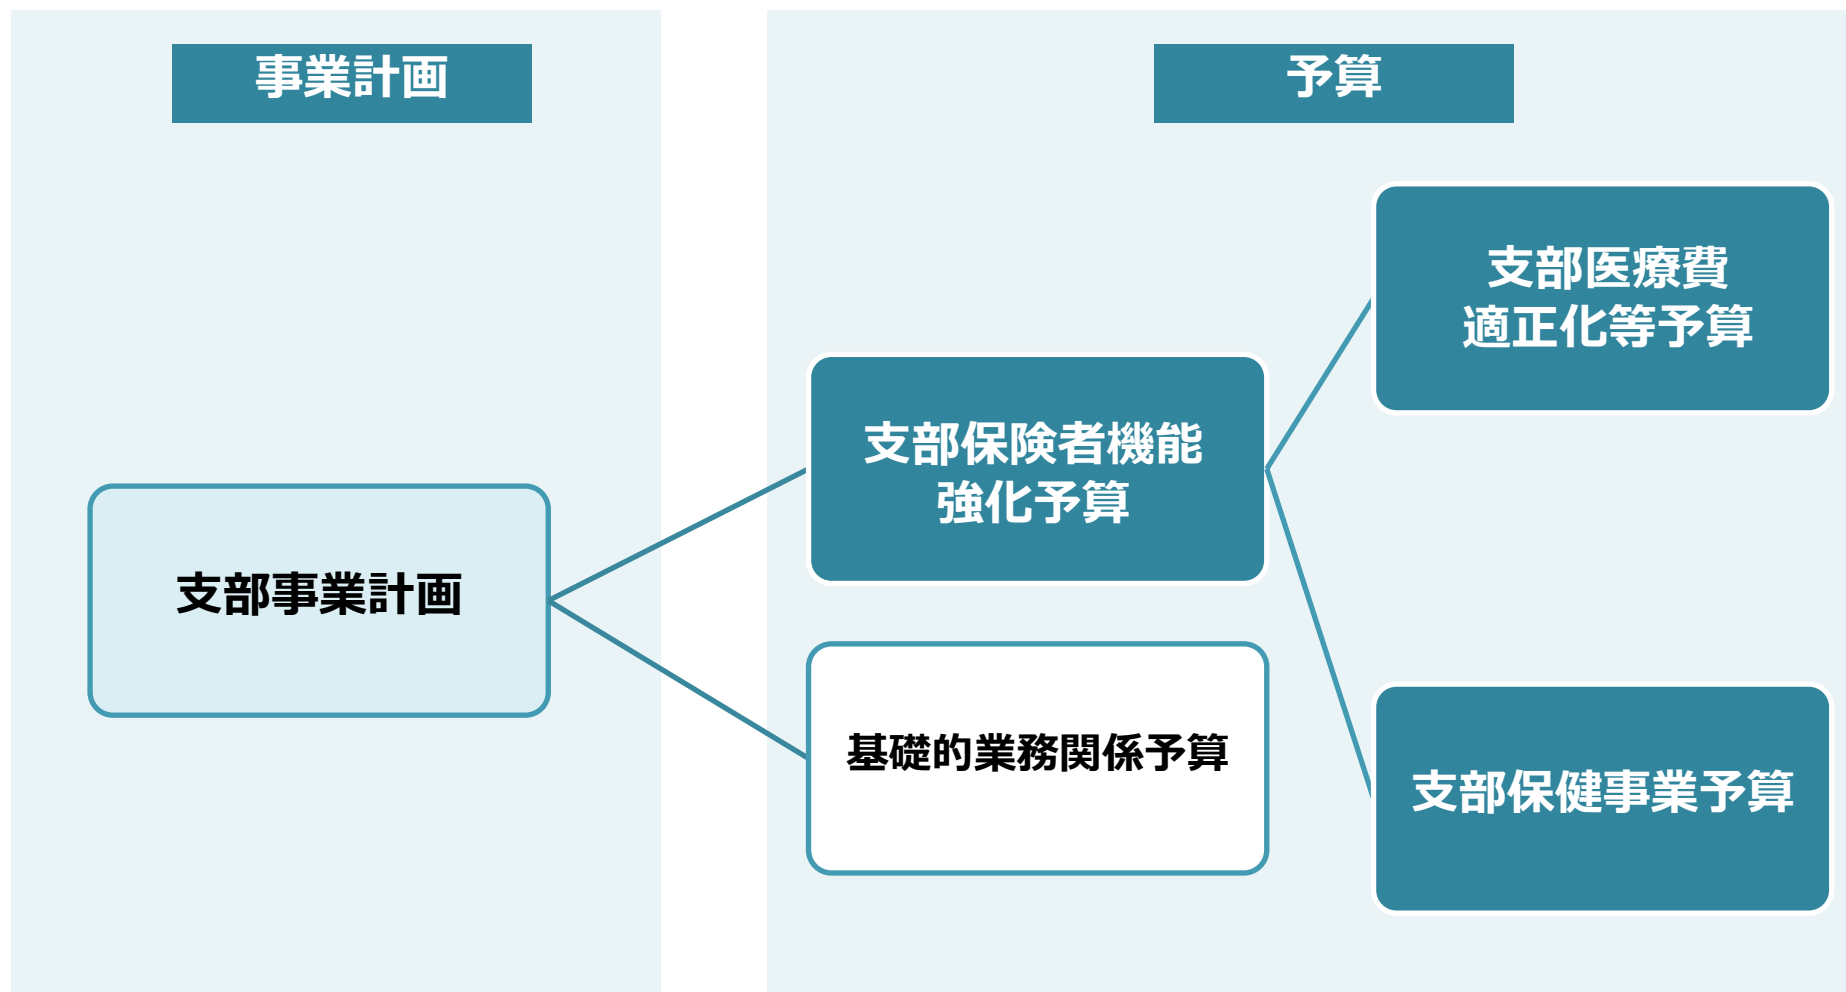 事業計画
予算
支部事業計画
支部保険者機能
強化予算
基礎的業務関係予算
支部医療費
適正化等予算
支部保健事業予算